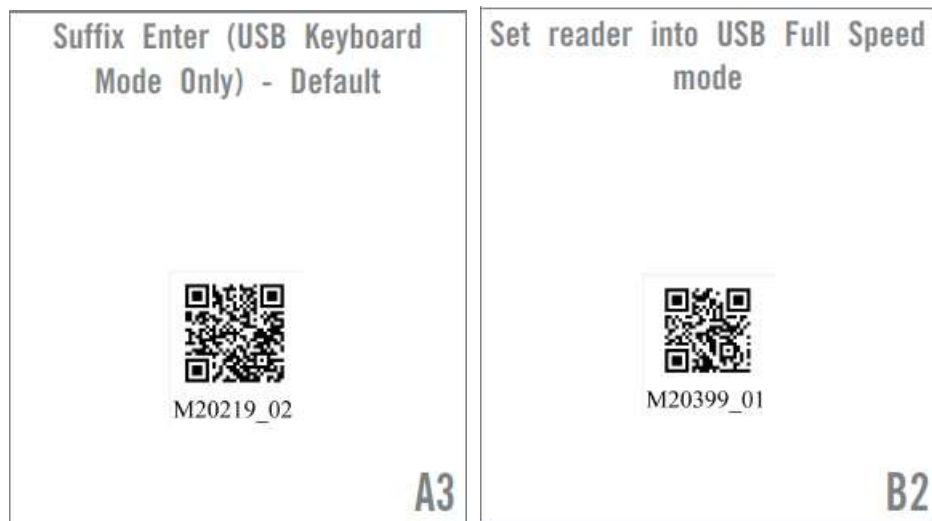 Suffix Enter (USB Keyboard
Mode Only) - Default
M20219_02
A3
Set reader into USB Full Speed
mode
M20399_01
B2